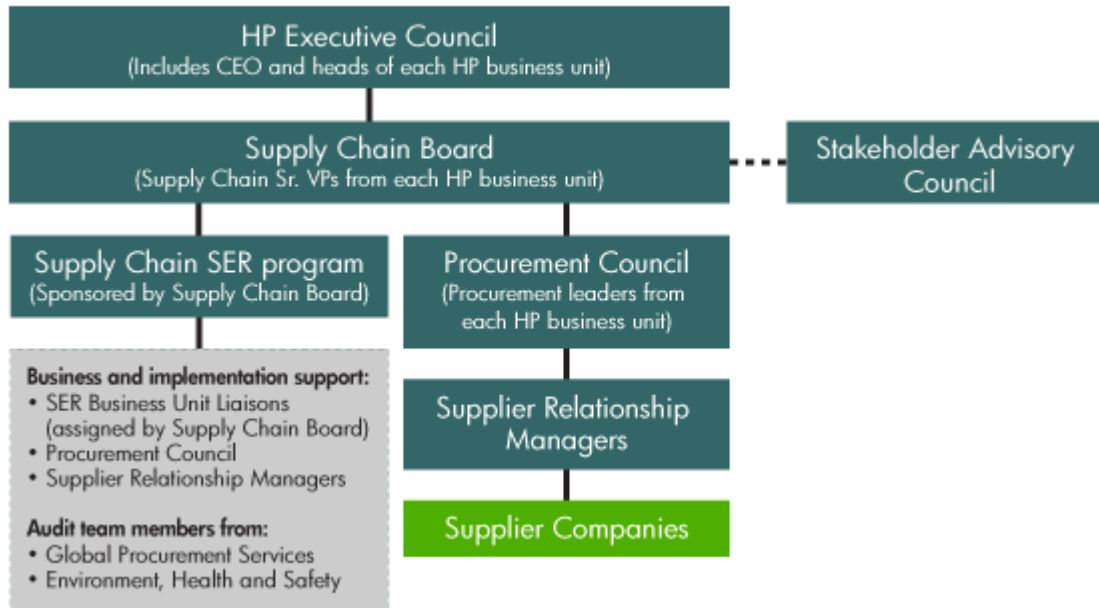 HP Executive Council
(Includes CEO and heads of each HP business unit)
Supply Chain Board
(Supply Chain Sr. VPs from each HP business unit)
Stakeholder Advisory
Council
Supply Chain SER program
(Sponsored by Supply Chain Board)
Procurement Council
(Procurement leaders from
each HP business unit)
Business and implementation support:
• SER Business Unit Liaisons
(assigned by Supply Chain Board)
• Procurement Council
• Supplier Relationship Managers
Audit team members from:
• Global Procurement Services
• Environment, Health and Safety
Supplier Relationship
Managers
Supplier Companies